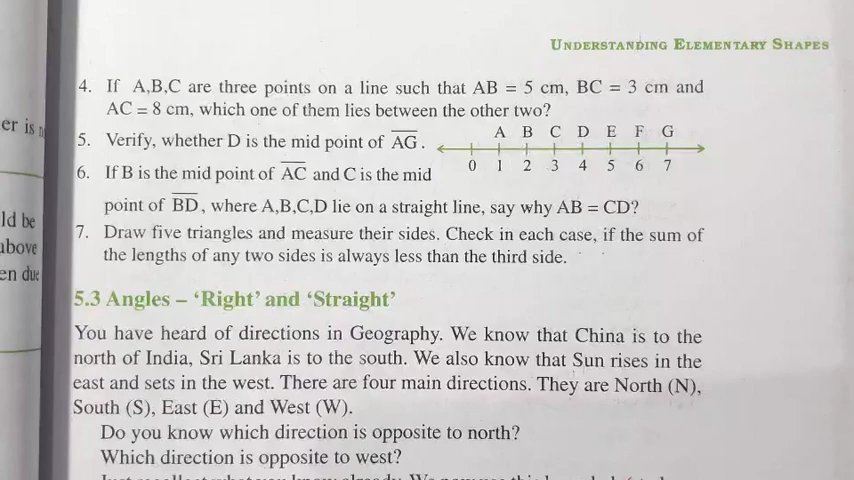 UNDERSTANDING ELEMENTARY SHAPES
4. If A,B,C are three points on a line such that AB = 5 cm, BC = 3 cm and
AC = 8 cm, which one of them lies between the other two?
5. Verify, whether D is the mid point of AG.
A B C D E F G
0 1 2 3 4 5 6 7
6. If B is the mid point of AC and C is the mid
point of BD, where A,B,C,D lie on a straight line, say why AB = CD?
7. Draw five triangles and measure their sides. Check in each case, if the sum of
the lengths of any two sides is always less than the third side.
5.3 Angles – ‘Right’ and ‘Straight’
You have heard of directions in Geography. We know that China is to the
north of India, Sri Lanka is to the south. We also know that Sun rises in the
east and sets in the west. There are four main directions. They are North (N),
South (S), East (E) and West (W).
Do you know which direction is opposite to north?
Which direction is opposite to west?
er is
ld be
above
en due